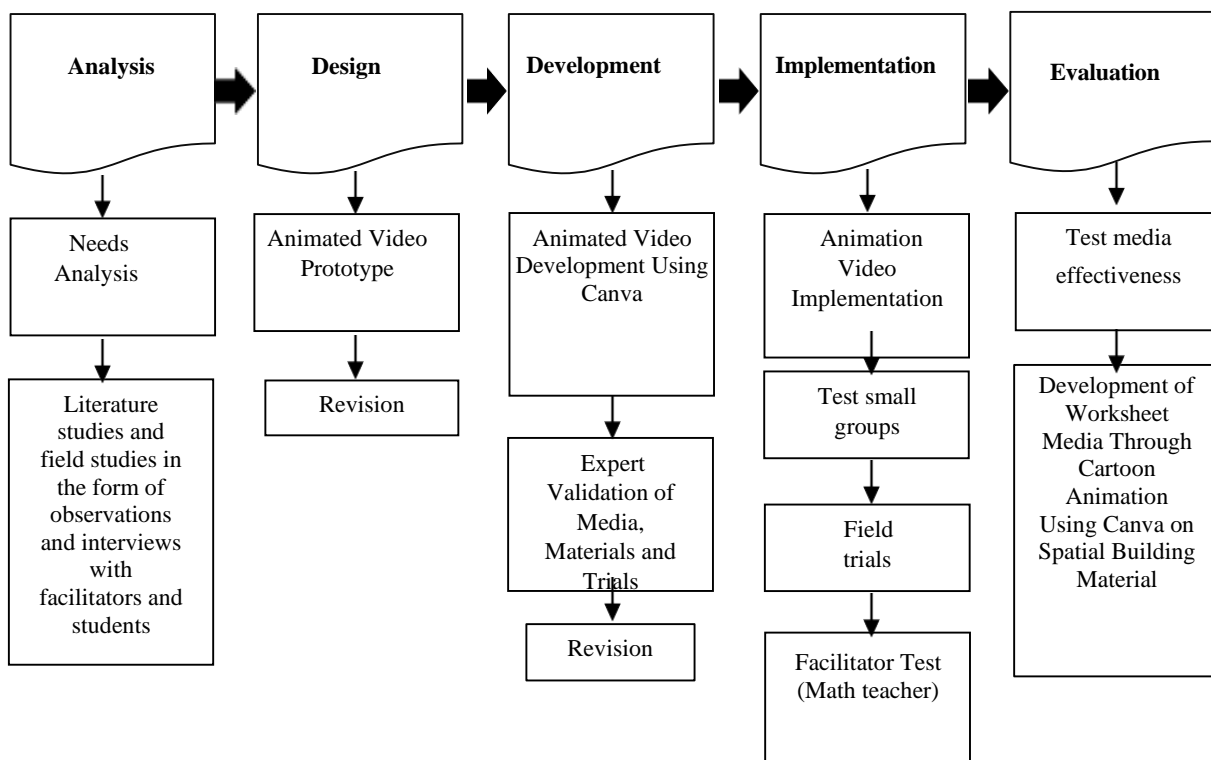 Analysis
Design
Development
Implementation
Evaluation
Needs
Analysis
Literature
studies and
field studies in
the form of
observations
and interviews
with
facilitators and
students
Animated Video
Prototype
Revision
Animated Video
Development Using
Canva
Expert
Validation of
Media,
Materials and
Trials
Revision
Animation
Video
Implementation
Test small
groups
Field
trials
Facilitator Test
(Math teacher)
Test media
effectiveness
Development of
Worksheet
Media Through
Cartoon
Animation
Using Canva on
Spatial Building
Material